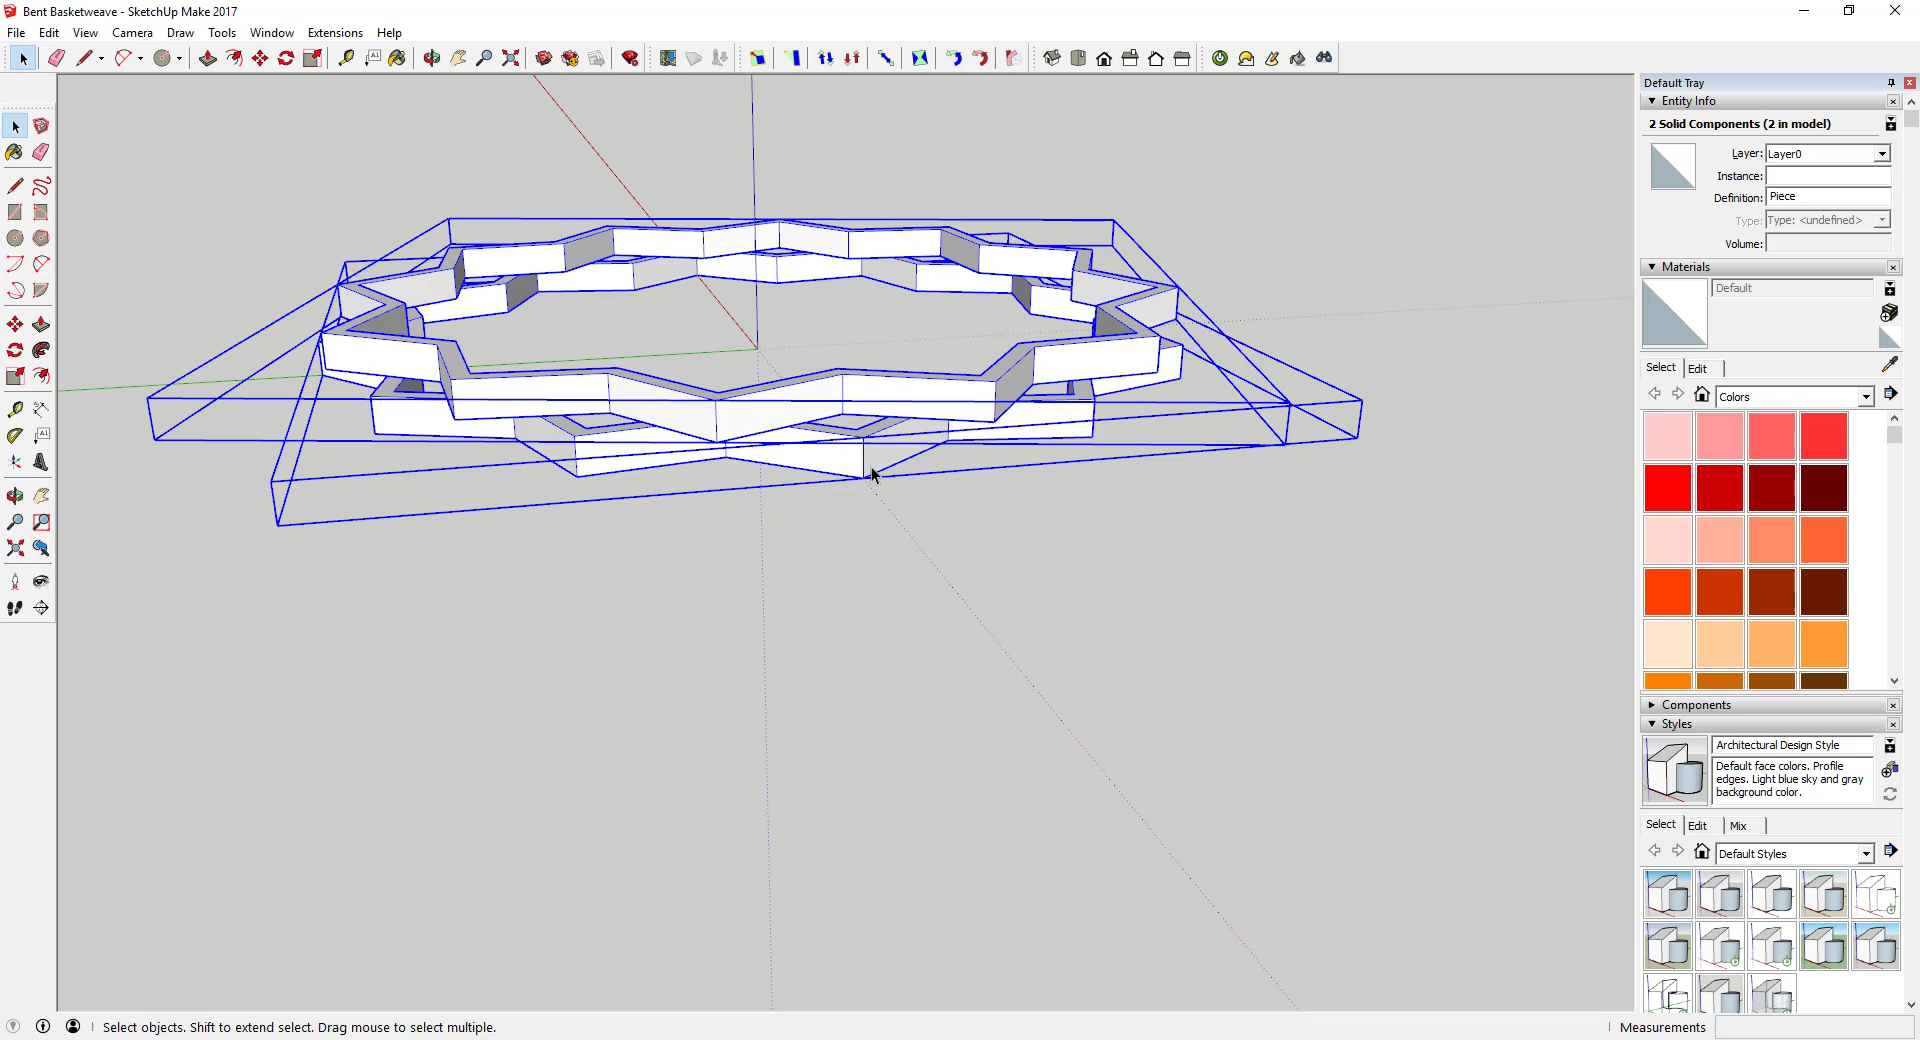 Bent Basketweave - SketchUp Make 2017
File Edit View Camera Draw Tools Window Extensions Help
Default Tray
Entity Info
2 Solid Components (2 in model)
Layer: Layer0
Instance:
Definition: Piece
Type: Type: <undefined>
Volume:
Materials
Default
Select Edit
Colors
Components
Styles
Architectural Design Style
Default face colors. Profile
edges. Light blue sky and gray
background color.
Select Edit Mix
Default Styles
Select objects. Shift to extend select. Drag mouse to select multiple.
Measurements